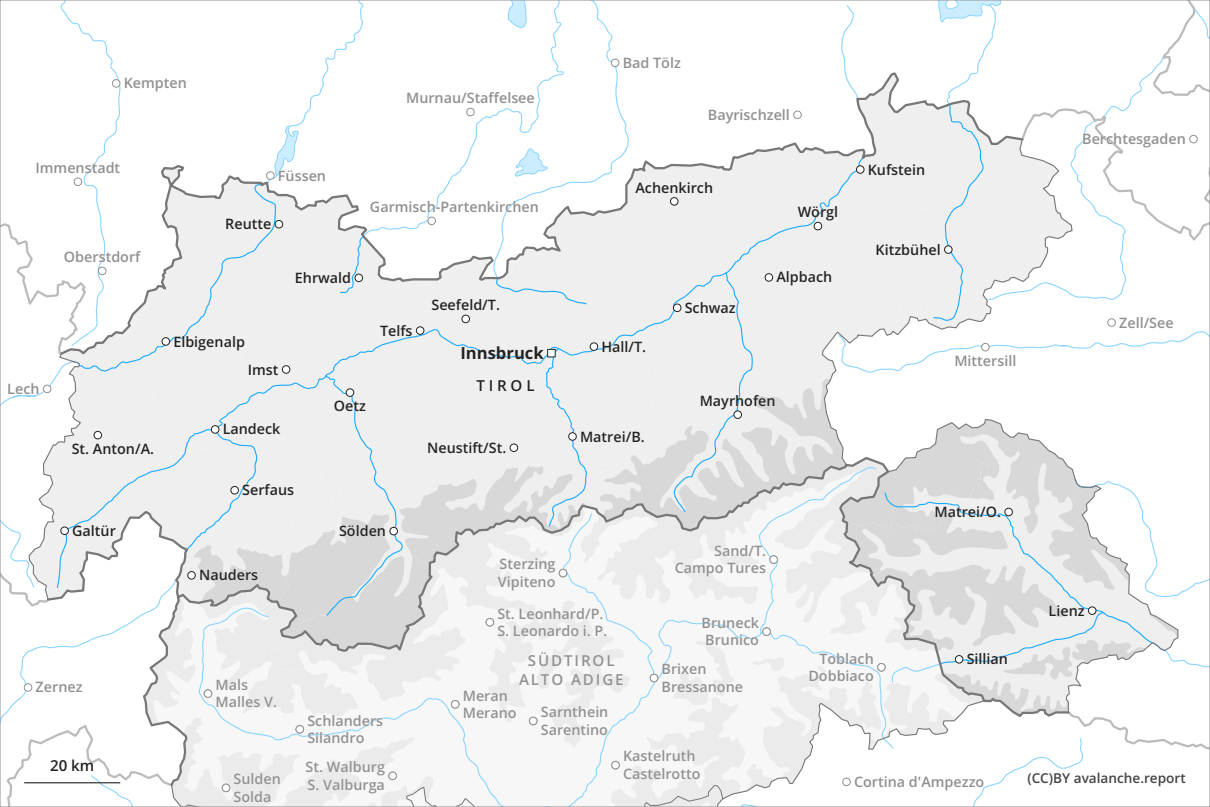 Kempten
Bad Tölz
Murnau/Staffelsee
Bayrischzell
Berchtesgaden
Immenstadt
Füssen
Kufstein
Achenkirch
Garmisch-Partenkirchen
Wörgl
Reutte
Kitzbühel
Oberstdorf
Ehrwald
Alpbach
Seefeld/T.
Schwaz
Zell/See
Telfs
Elbigenalp
Hall/T.
Innsbruck
Mittersill
Imst
TIROL
Lech
Oetz
Mayrhofen
Landeck
Matrei/B.
St. Anton/A.
Neustift/St.
Serfaus
Matrei/O.
Galtür
Sölden
Sand/T.
Campo Tures
Sterzing
Vipiteno
Nauders
Lienz
St. Leonhard/P.
S. Leonardo i. P.
Bruneck
Brunico
SÜDTIROL
ALTO ADIGE
Toblach
Dobbiaco
Sillian
Brixen
Bressanone
Zernez
Mals
Malles V.
Meran
Merano
Sarnthein
Sarentino
Schlanders
Silandro
Kastelruth
Castelrotto
St. Walburg
S. Valburga
20 km
Sulden
Solda
Cortina d'Ampezzo
(CC)BY avalanche.report